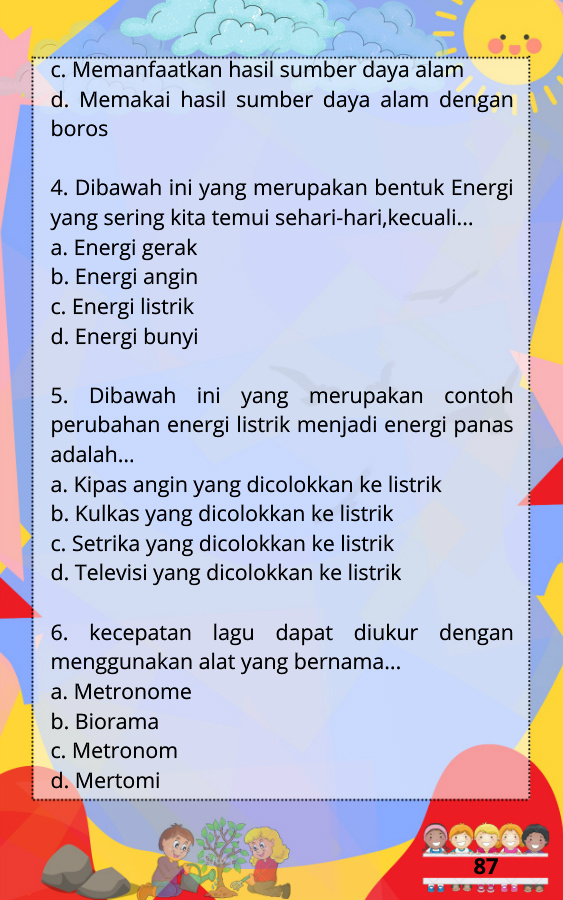 c. Memanfaatkan hasil sumber daya alam
d. Memakai hasil sumber daya alam dengan
boros
4. Dibawah ini yang merupakan bentuk Energi
yang sering kita temui sehari-hari,kecuali...
a. Energi gerak
b. Energi angin
c. Energi listrik
d. Energi bunyi
5. Dibawah ini yang merupakan contoh
perubahan energi listrik menjadi energi panas
adalah...
a. Kipas angin yang dicolokkan ke listrik
b. Kulkas yang dicolokkan ke listrik
c. Setrika yang dicolokkan ke listrik
d. Televisi yang dicolokkan ke listrik
6. kecepatan lagu dapat diukur dengan
menggunakan alat yang bernama...
a. Metronome
b. Biorama
c. Metronom
d. Mertomi
87